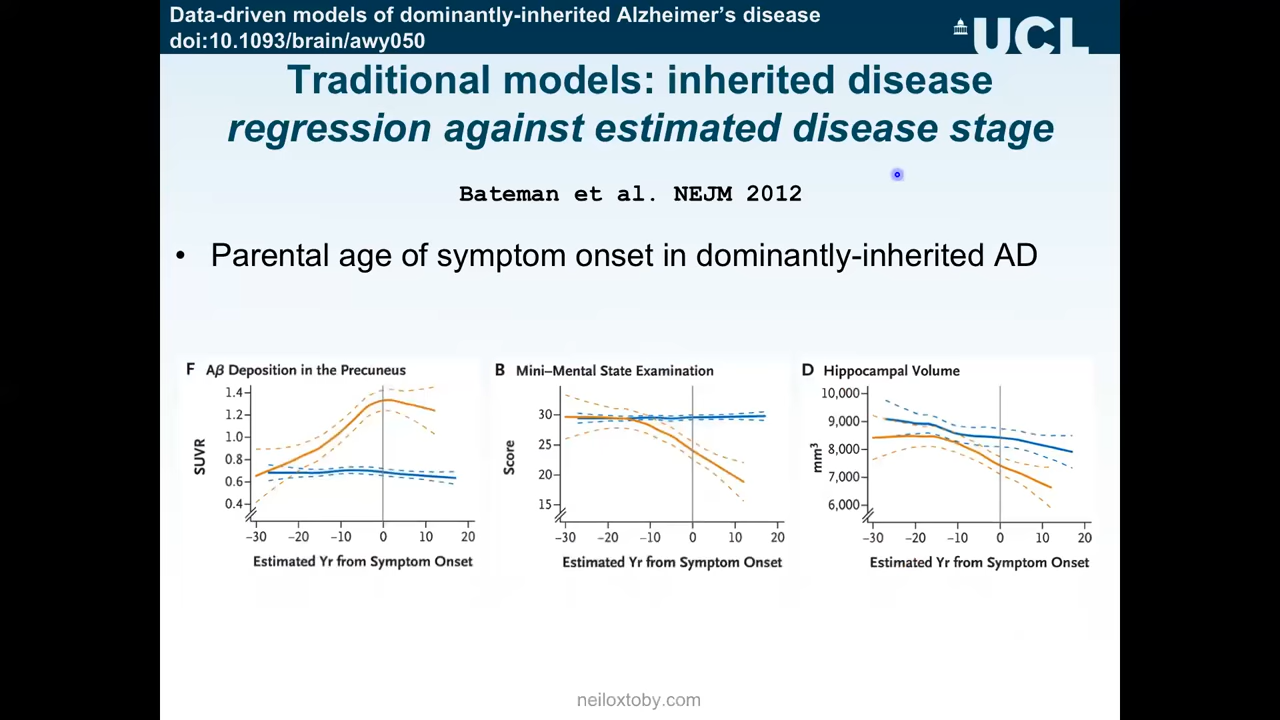 Data-driven models of dominantly-inherited Alzheimer's disease
doi:10.1093/brain/awy050
UCL
Traditional models: inherited disease
regression against estimated disease stage
Bateman et al. NEJM 2012
• Parental age of symptom onset in dominantly-inherited AD
F Aβ Deposition in the Precuneus
SUVR
1.4
1.2
1.0
0.8
0.6
0.4
−30 −20 −10 0 10 20
Estimated Yr from Symptom Onset
B Mini–Mental State Examination
Score
30
25
20
15
−30 −20 −10 0 10 20
Estimated Yr from Symptom Onset
D Hippocampal Volume
mm³
10,000
9,000
8,000
7,000
6,000
−30 −20 −10 0 10 20
Estimated Yr from Symptom Onset
neiloxtoby.com